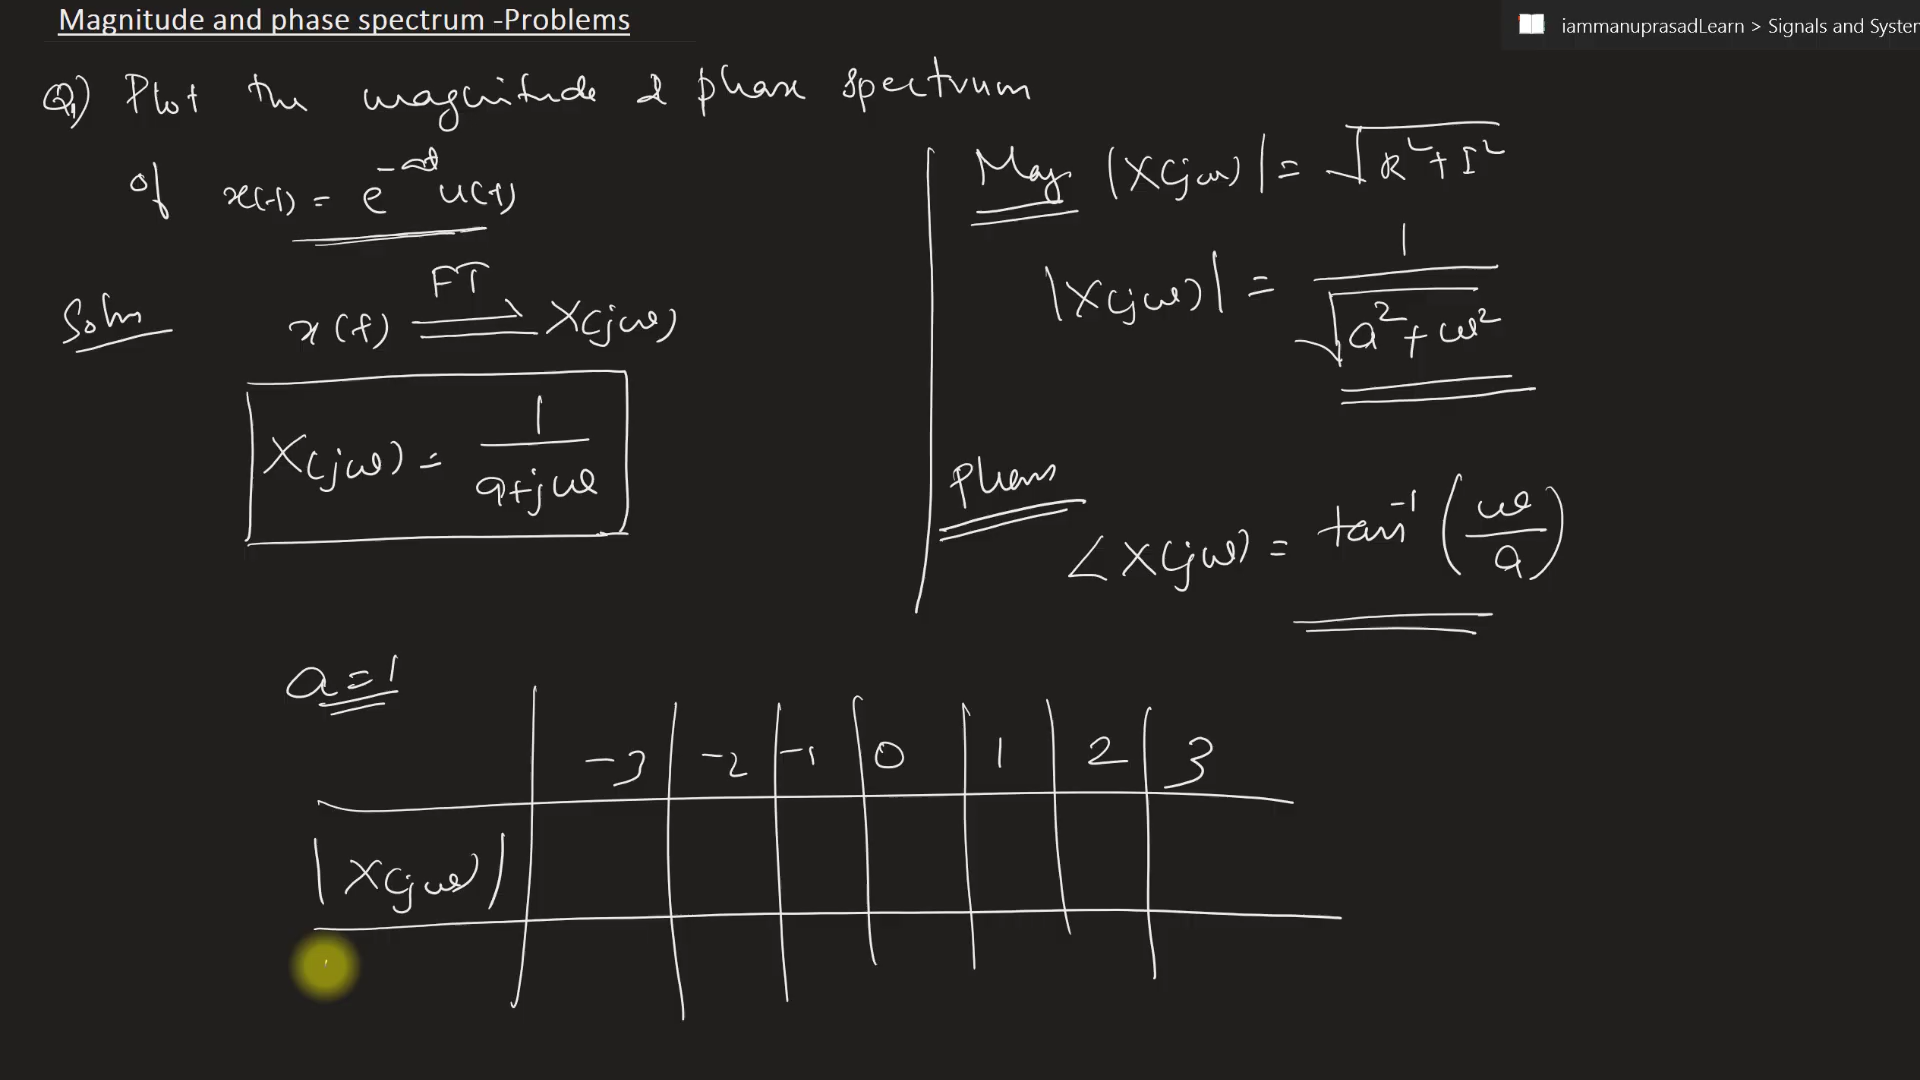 Magnitude and phase spectrum -Problems
iammanuprasadLearn > Signals and System
Q1) Plot the magnitude & phase spectrum
of x(t) = e^-at u(t)
Soln x(t) FT X(jω)
X(jω) = 1/(a+jω)
Mag |X(jω)| = √(R²+I²)
|X(jω)| = 1/√(a²+ω²)
Phase
∠X(jω) = tan⁻¹(ω/a)
a=1
-3 -2 -1 0 1 2 3
|X(jω)|